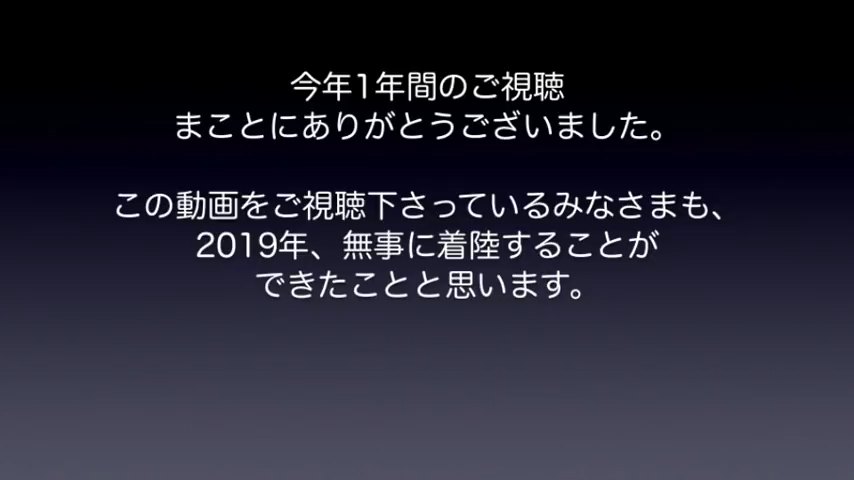 今年1年間のご視聴
まことにありがとうございました。
この動画をご視聴下さっているみなさまも、
2019年、無事に着陸することが
できたことと思います。